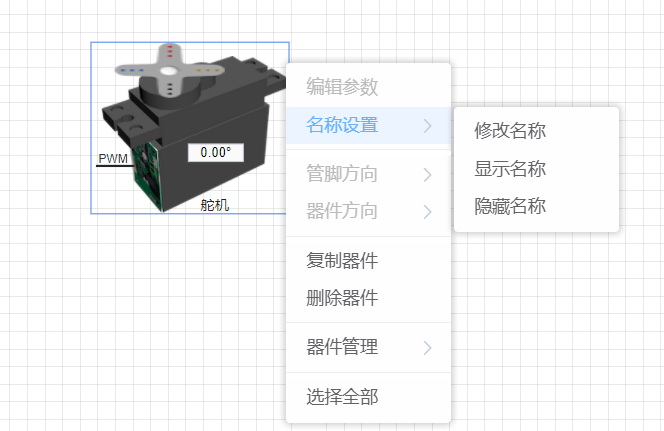 PWM
0.00°
舵机
编辑参数
名称设置
管脚方向
器件方向
复制器件
删除器件
器件管理
选择全部
修改名称
显示名称
隐藏名称